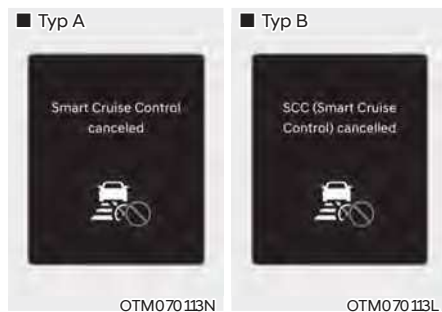 ■ Typ A
Smart Cruise Control
canceled
OTM070113N
■ Typ B
SCC (Smart Cruise
Control) cancelled
OTM070113L